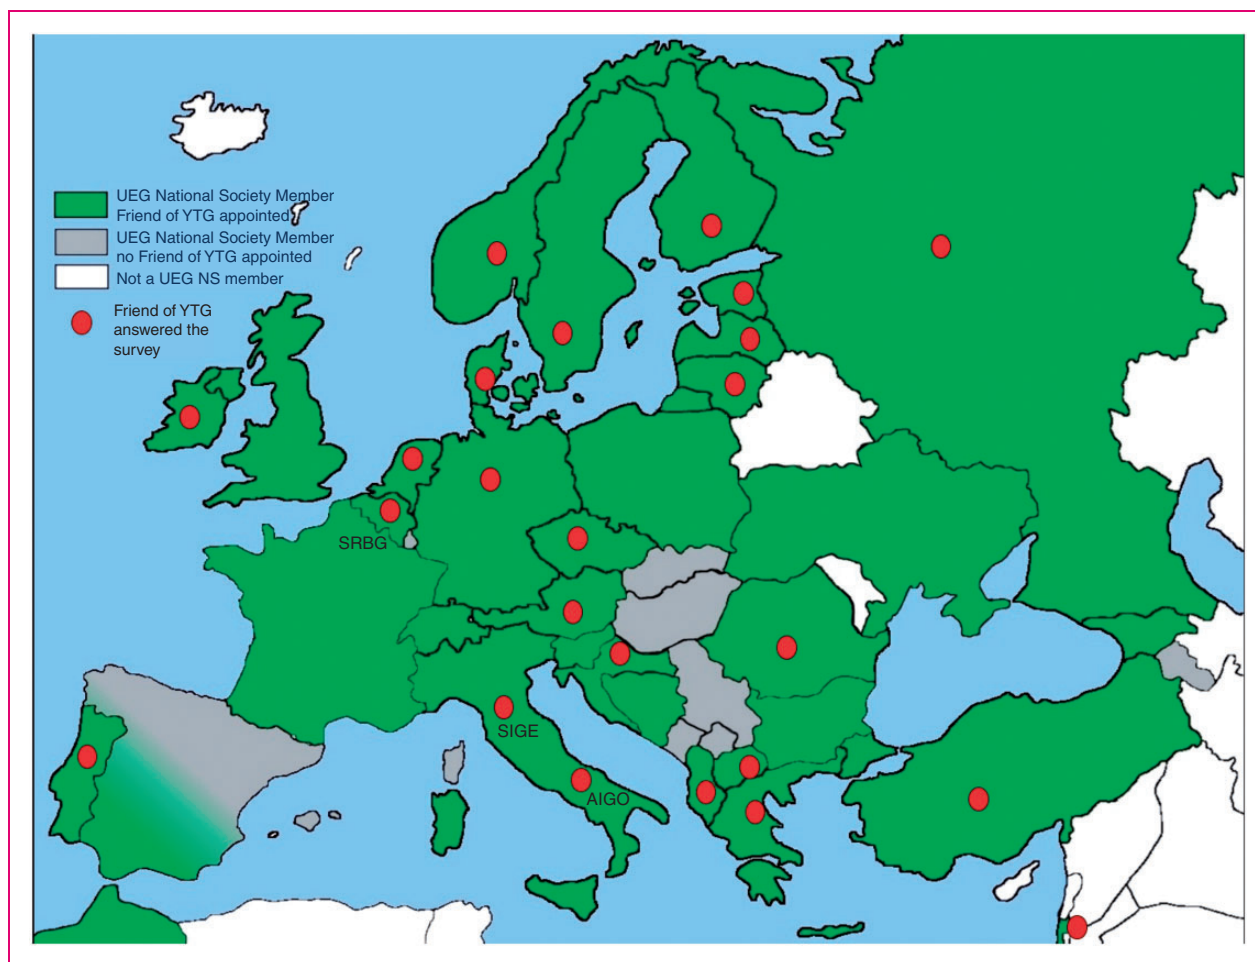 UEG National Society Member
Friend of YTG appointed
UEG National Society Member
no Friend of YTG appointed
Not a UEG NS member
Friend of YTG
answered the
survey
SRBG
SIGE
AIGO